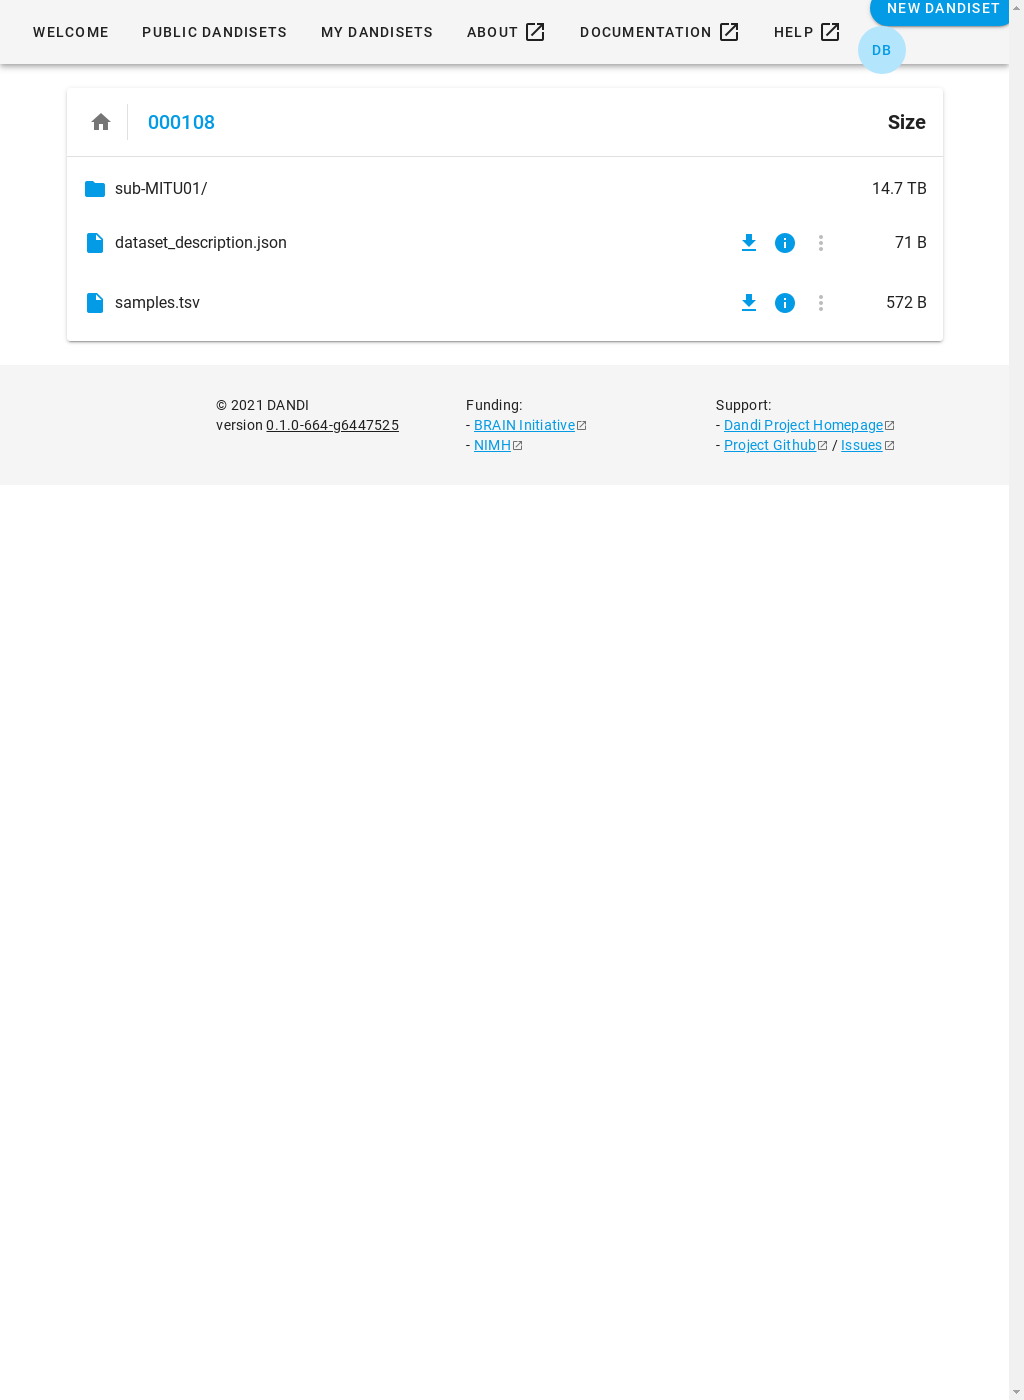 WELCOME PUBLIC DANDISETS MY DANDISETS ABOUT DOCUMENTATION HELP NEW DANDISET
DB
000108 Size
sub-MITU01/ 14.7 TB
dataset_description.json 71 B
samples.tsv 572 B
© 2021 DANDI
version 0.1.0-664-g6447525
Funding:
- BRAIN Initiative
- NIMH
Support:
- Dandi Project Homepage
- Project Github / Issues